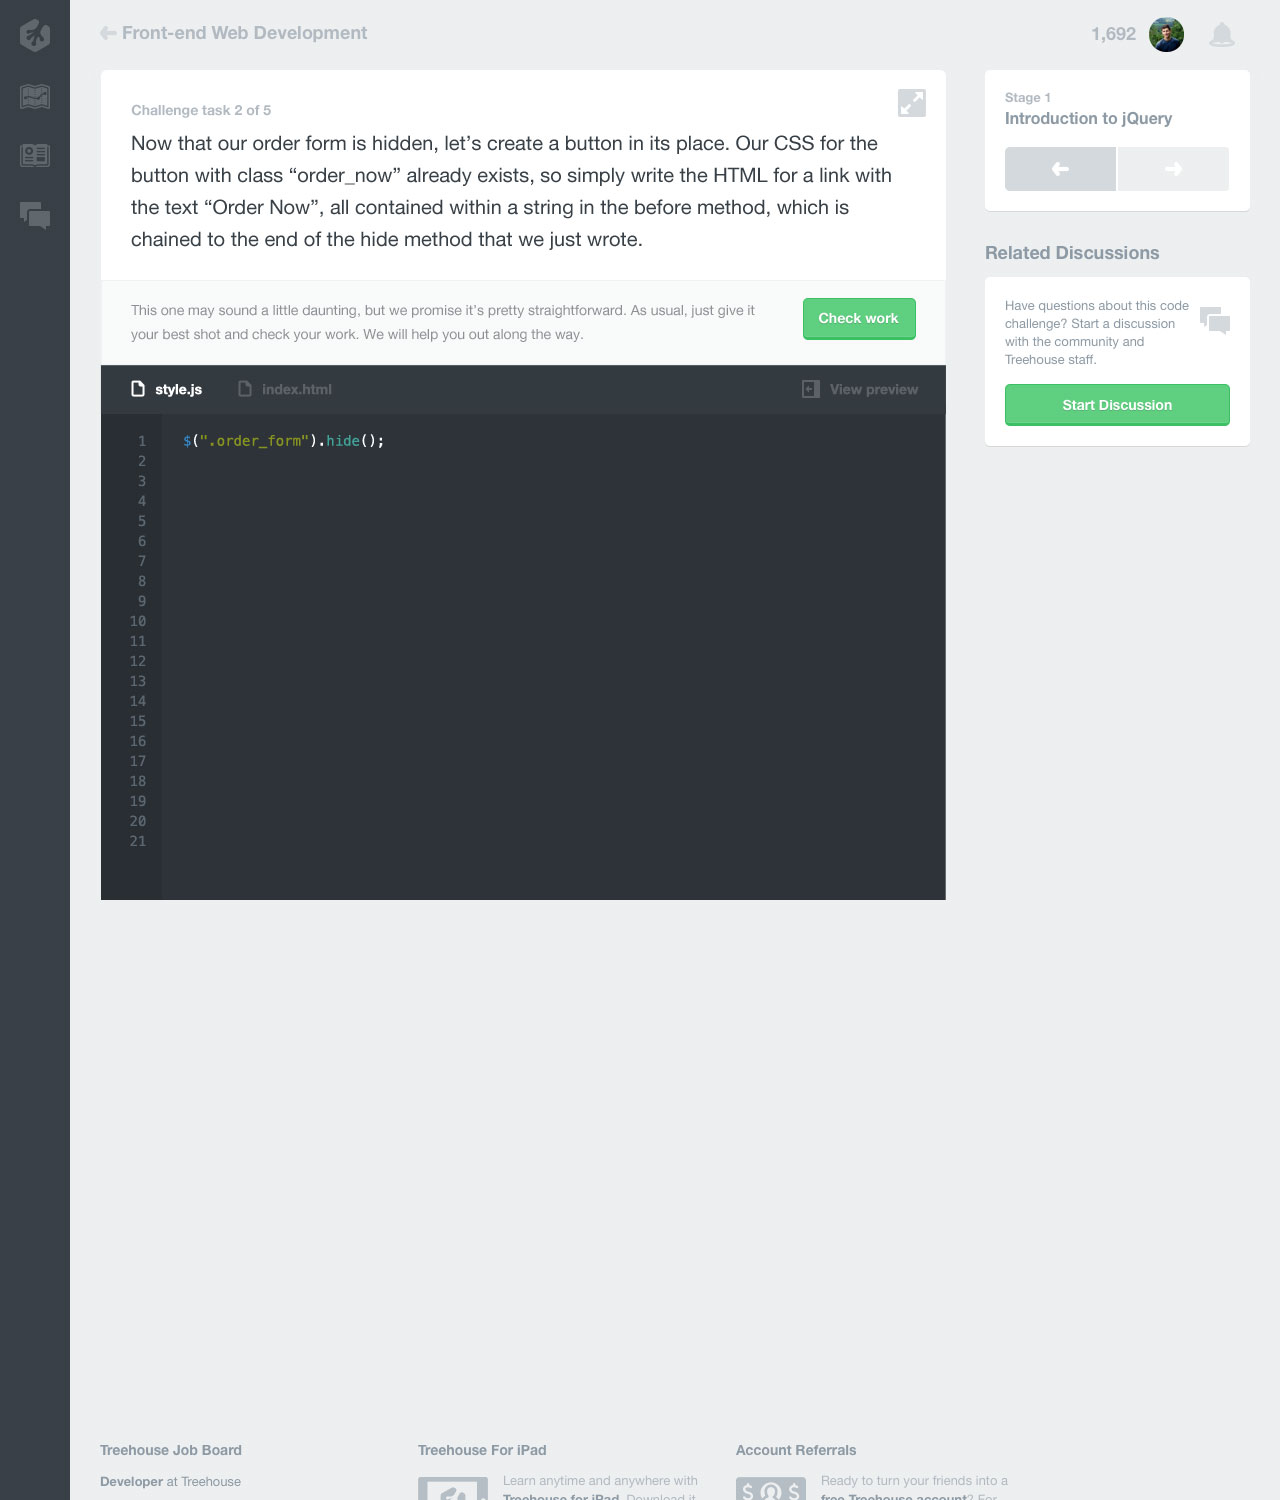 Front-end Web Development
1,692
Challenge task 2 of 5
Now that our order form is hidden, let’s create a button in its place. Our CSS for the
button with class “order_now” already exists, so simply write the HTML for a link with
the text “Order Now”, all contained within a string in the before method, which is
chained to the end of the hide method that we just wrote.
This one may sound a little daunting, but we promise it’s pretty straightforward. As usual, just give it
your best shot and check your work. We will help you out along the way.
Check work
style.js
index.html
View preview
1 $(".order_form").hide();
2
3
4
5
6
7
8
9
10
11
12
13
14
15
16
17
18
19
20
21
Stage 1
Introduction to jQuery
Related Discussions
Have questions about this code
challenge? Start a discussion
with the community and
Treehouse staff.
Start Discussion
Treehouse Job Board
Developer at Treehouse
Treehouse For iPad
Learn anytime and anywhere with
Treehouse for iPad. Download it
Account Referrals
Ready to turn your friends into a
free Treehouse account? For